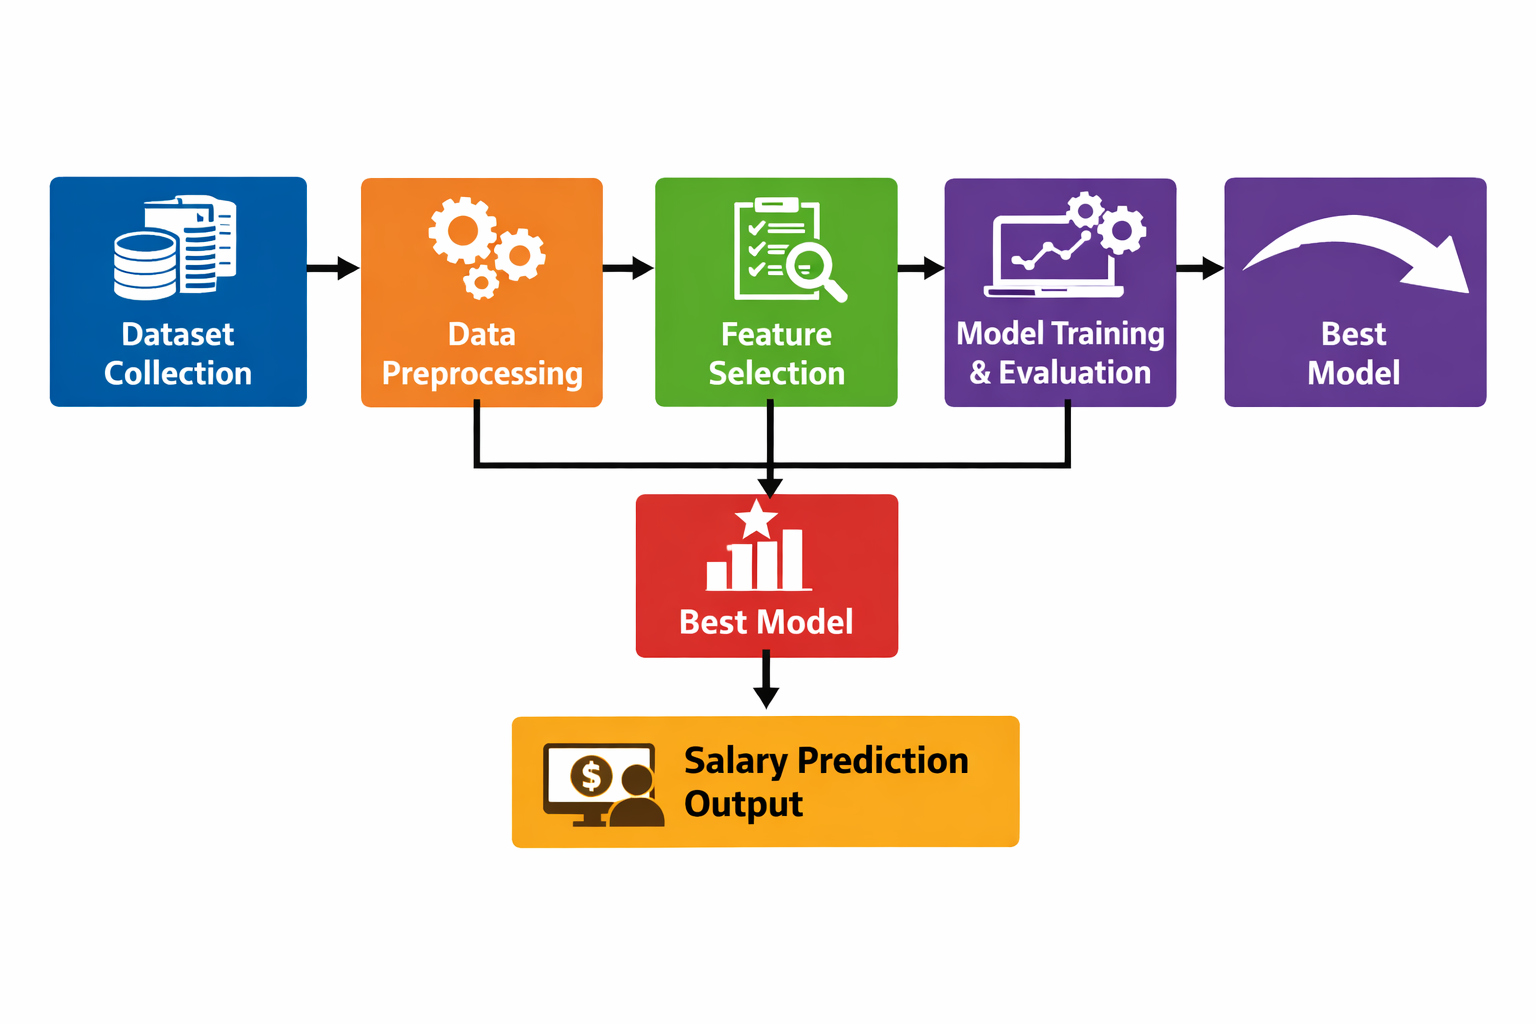 Dataset
Collection
Data
Preprocessing
Feature
Selection
Model Training
& Evaluation
Best
Model
Best Model
$
Salary Prediction
Output